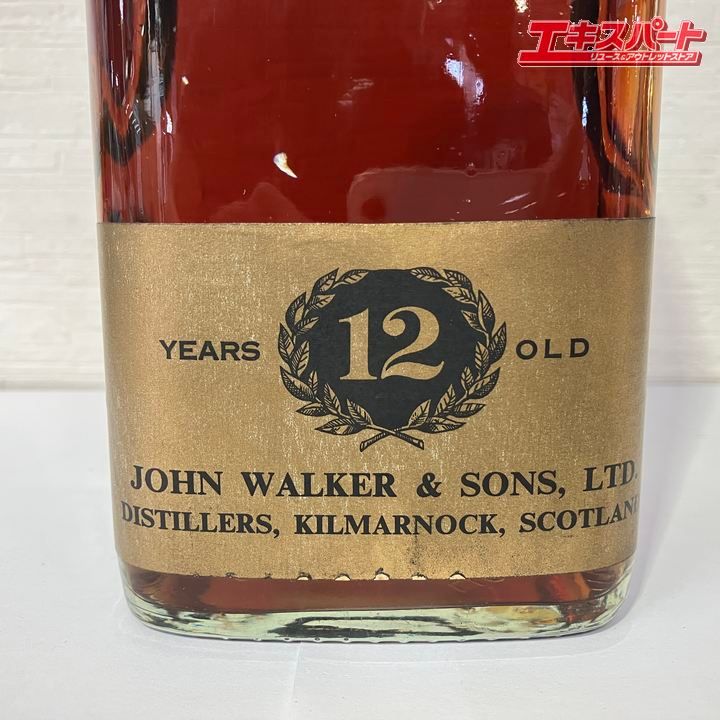 エキスパート
リユース&アウトレットストア
YEARS 12 OLD
JOHN WALKER & SONS, LTD.
DISTILLERS, KILMARNOCK, SCOTLAND